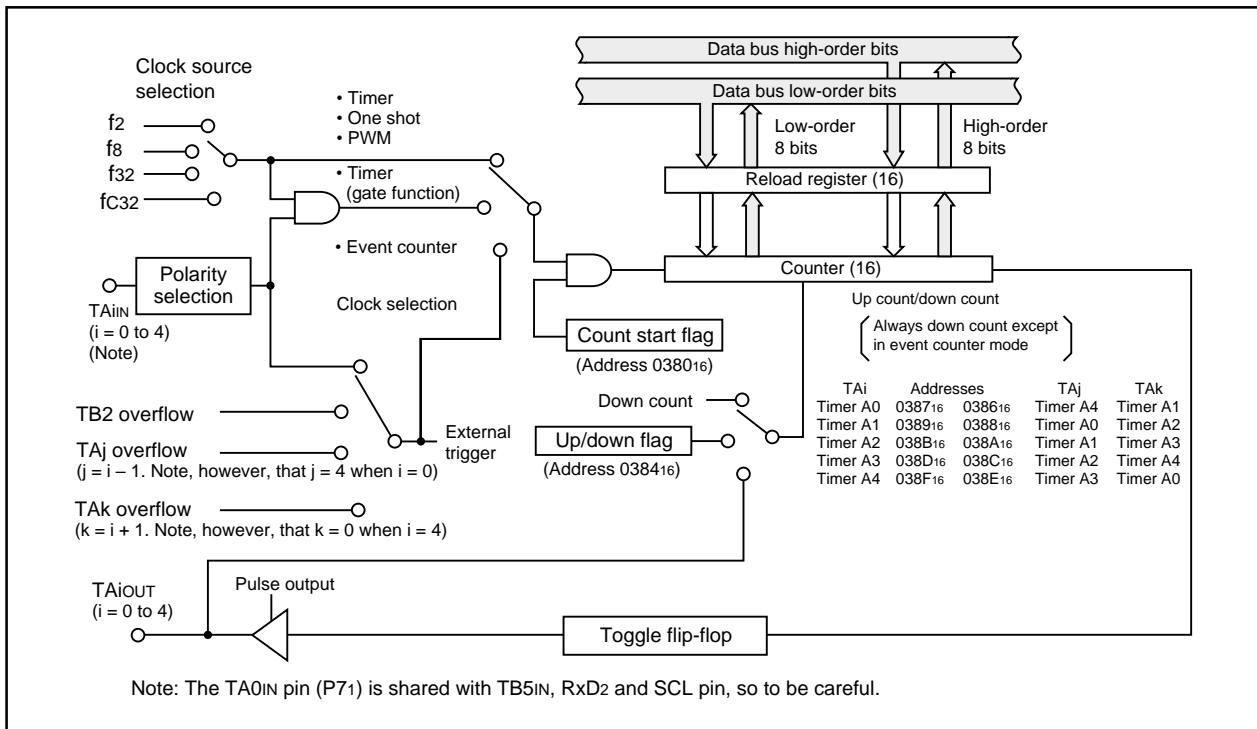 Data bus high-order bits
Data bus low-order bits
Low-order
8 bits
High-order
8 bits
Reload register (16)
Counter (16)
Clock source
selection
f2
f8
f32
fC32
• Timer
• One shot
• PWM
• Timer
(gate function)
• Event counter
Clock selection
Polarity
selection
TAiIN
(i = 0 to 4)
(Note)
TB2 overflow
TAj overflow
(j = i – 1. Note, however, that j = 4 when i = 0)
TAk overflow
(k = i + 1. Note, however, that k = 0 when i = 4)
External
trigger
Count start flag
(Address 038016)
Up count/down count
Always down count except
in event counter mode
Down count
Up/down flag
(Address 038416)
TAi Addresses TAj TAk
Timer A0 038716 038616 Timer A4 Timer A1
Timer A1 038916 038816 Timer A0 Timer A2
Timer A2 038B16 038A16 Timer A1 Timer A3
Timer A3 038D16 038C16 Timer A2 Timer A4
Timer A4 038F16 038E16 Timer A3 Timer A0
TAiOUT
(i = 0 to 4)
Pulse output
Toggle flip-flop
Note: The TA0IN pin (P71) is shared with TB5IN, RxD2 and SCL pin, so to be careful.